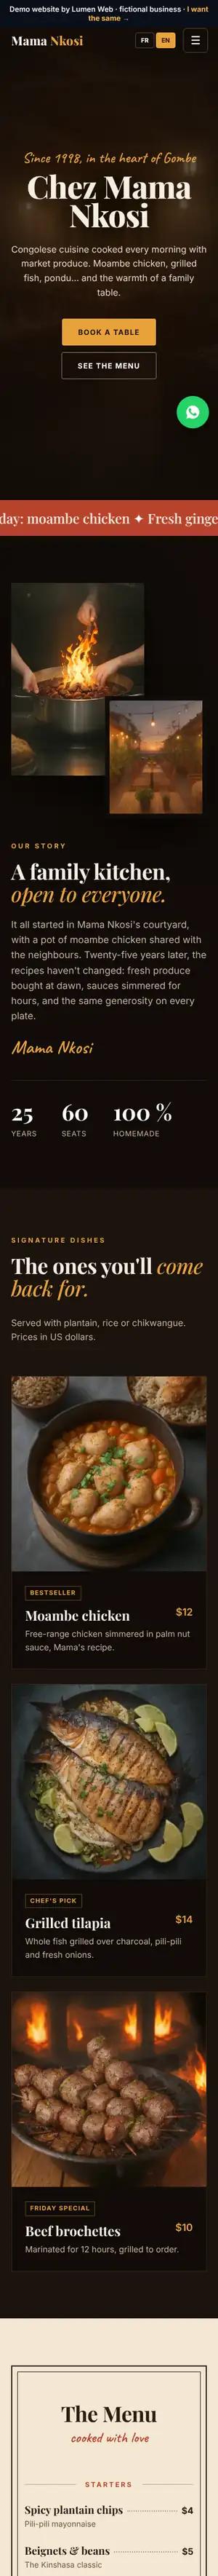 Demo website by Lumen Web · fictional business · I want
the same →
Mama Nkosi
FR
EN
Since 1998, in the heart of Gombe
Chez Mama
Nkosi
Congolese cuisine cooked every morning with
market produce. Moambe chicken, grilled
fish, pondu... and the warmth of a family
table.
BOOK A TABLE
SEE THE MENU
day: moambe chicken ✦ Fresh ginge
OUR STORY
A family kitchen,
open to everyone.
It all started in Mama Nkosi's courtyard,
with a pot of moambe chicken shared with
the neighbours. Twenty-five years later, the
recipes haven't changed: fresh produce
bought at dawn, sauces simmered for
hours, and the same generosity on every
plate.
Mama Nkosi
25 60 100 %
YEARS SEATS HOMEMADE
SIGNATURE DISHES
The ones you'll come
back for.
Served with plantain, rice or chikwangue.
Prices in US dollars.
BESTSELLER
Moambe chicken $12
Free-range chicken simmered in palm nut
sauce, Mama's recipe.
CHEF'S PICK
Grilled tilapia $14
Whole fish grilled over charcoal, pili-pili
and fresh onions.
FRIDAY SPECIAL
Beef brochettes $10
Marinated for 12 hours, grilled to order.
The Menu
cooked with love
STARTERS
Spicy plantain chips $4
Pili-pili mayonnaise
Beignets & beans $5
The Kinshasa classic